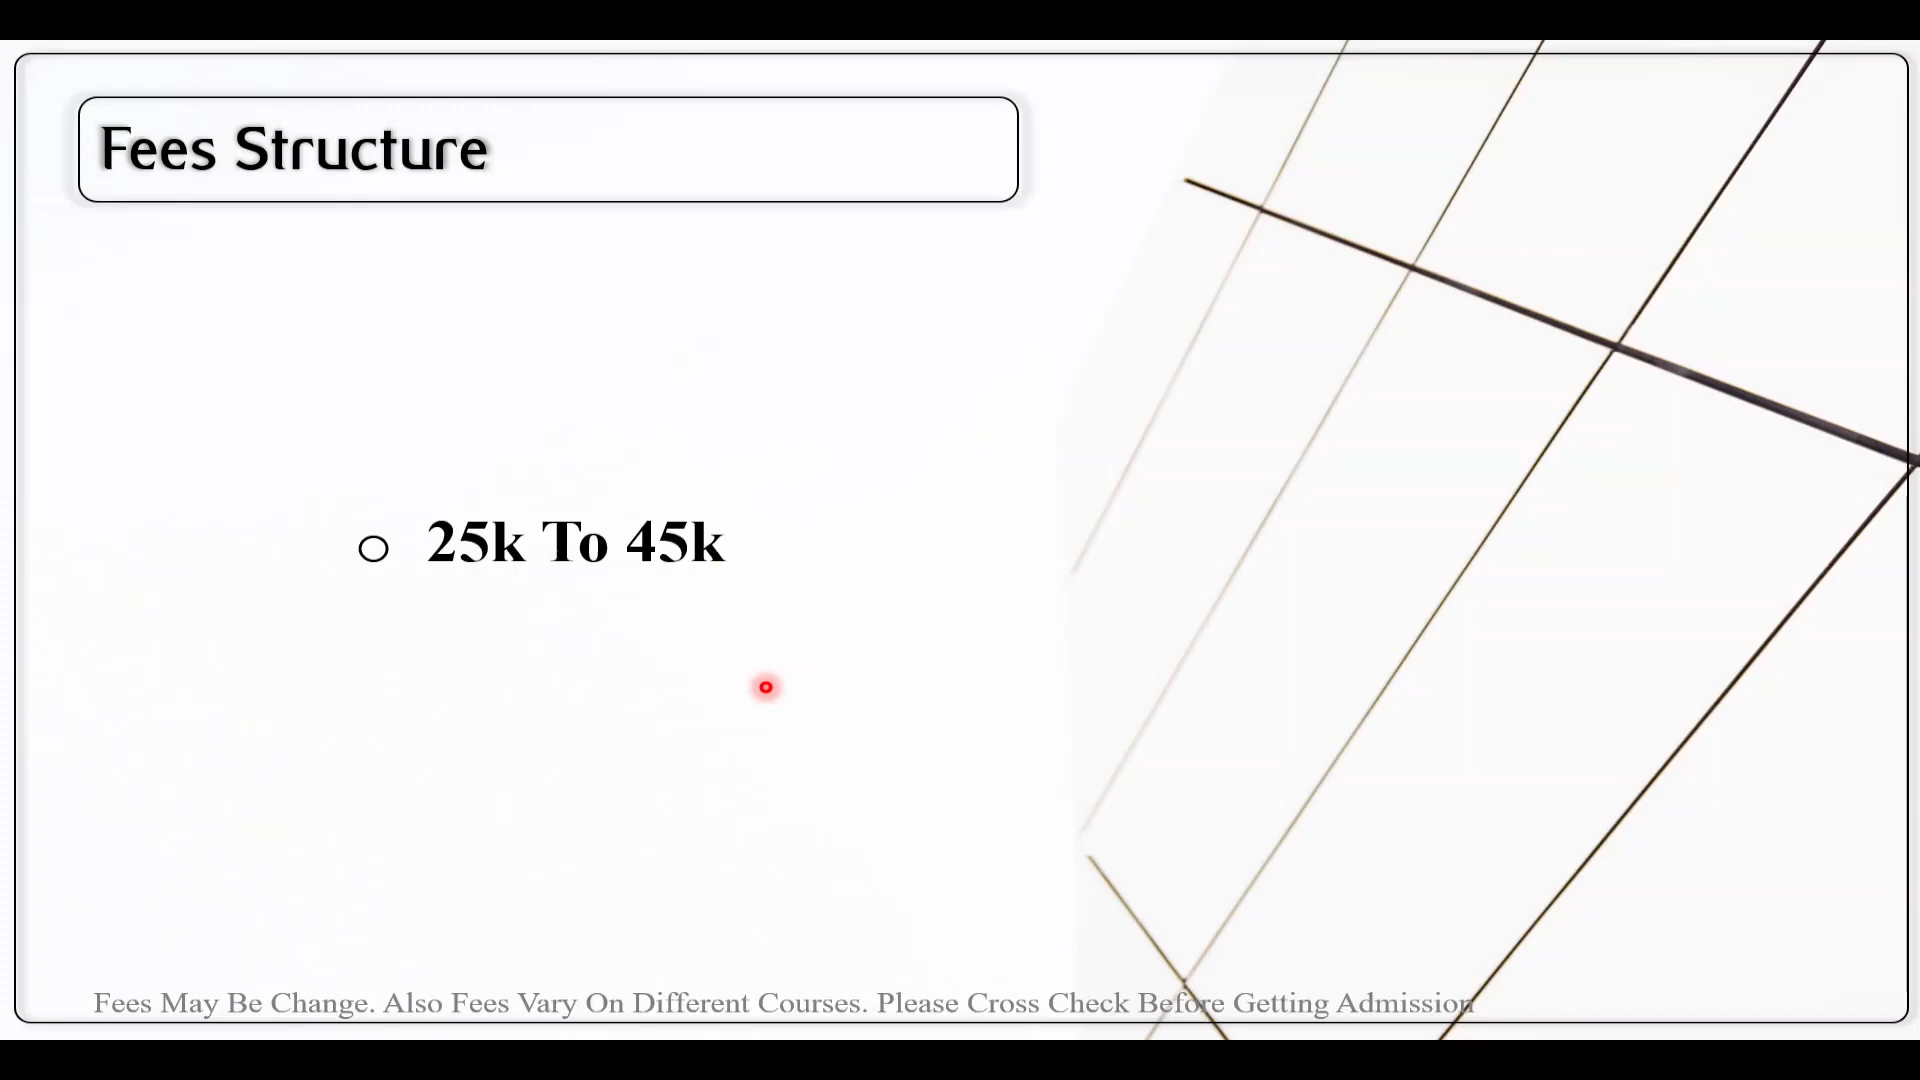 Fees Structure
25k To 45k
Fees May Be Change. Also Fees Vary On Different Courses. Please Cross Check Before Getting Admission